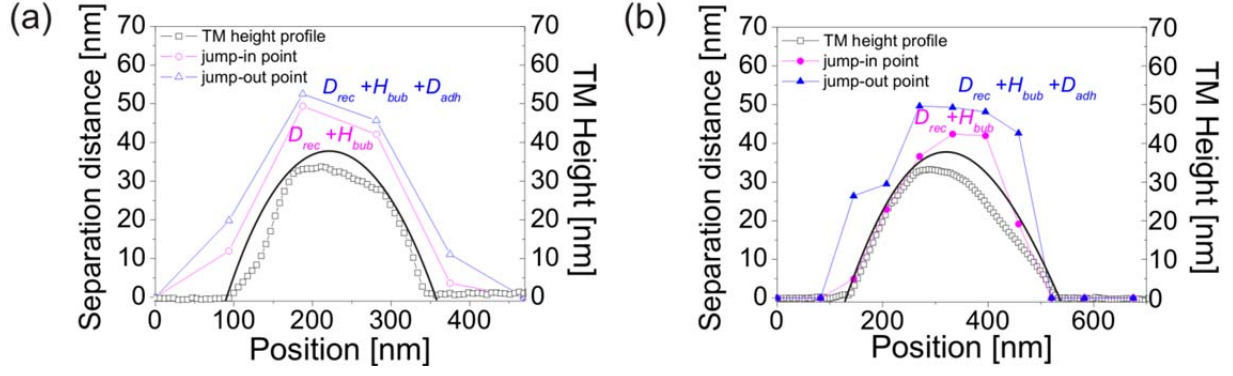 (a)
Separation distance [nm]
70
60
50
40
30
20
10
0
TM height profile
jump-in point
jump-out point
D_rec +H_bub +D_adh
D_rec +H_bub
70
60
50
40
30
20
10
0
TM Height [nm]
0 100 200 300 400
Position [nm]
(b)
Separation distance [nm]
70
60
50
40
30
20
10
0
TM height profile
jump-in point
jump-out point
D_rec +H_bub +D_adh
D_rec +H_bub
70
60
50
40
30
20
10
0
TM Height [nm]
0 200 400 600
Position [nm]